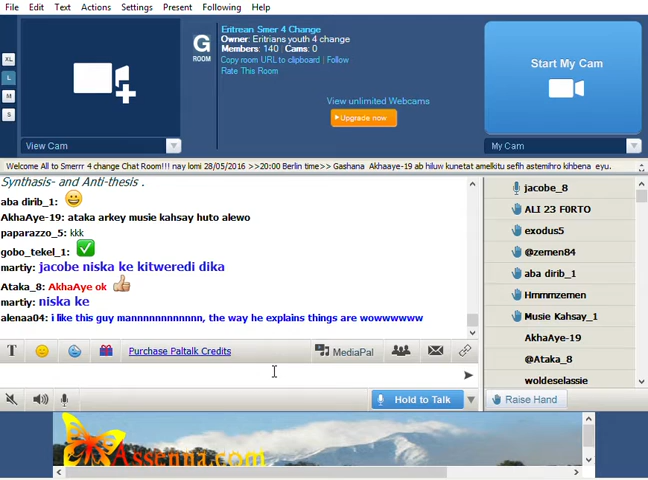 File Edit Text Actions Settings Present Following Help
XL
L
M
S
View Cam
G
ROOM
Eritrean Smer 4 Change
Owner: Eritrians youth 4 change
Members: 140 Cams: 0
Copy room URL to clipboard | Follow
Rate This Room
View unlimited Webcams
Upgrade now
Start My Cam
My Cam
Welcome All to Smerrr 4 change Chat Room!!! nay lomi 28/05/2016 >>20:00 Berlin time>> Gashana Akhaaye-19 ab hiluw kunetat amelkitu sefih astemihro kihbena eyu.
Synthasis- and Anti-thesis .
aba dirib_1:
AkhaAye-19: ataka arkey musie kahsay huto alewo
paparazzo_5: kkk
gobo_tekel_1:
martiy: jacobe niska ke kitweredi dika
Ataka_8: AkhaAye ok
martiy: niska ke
alenaa04: i like this guy mannnnnnnnnnnn, the way he explains things are wowwwwww
jacobe_8
ALI 23 F0RTO
exodus5
@zemen84
aba dirib_1
Hmmmzemen
Musie Kahsay_1
AkhaAye-19
@Ataka_8
woldeselassie
T
Purchase Paltalk Credits
MediaPal
Hold to Talk
Raise Hand
Assenna.com